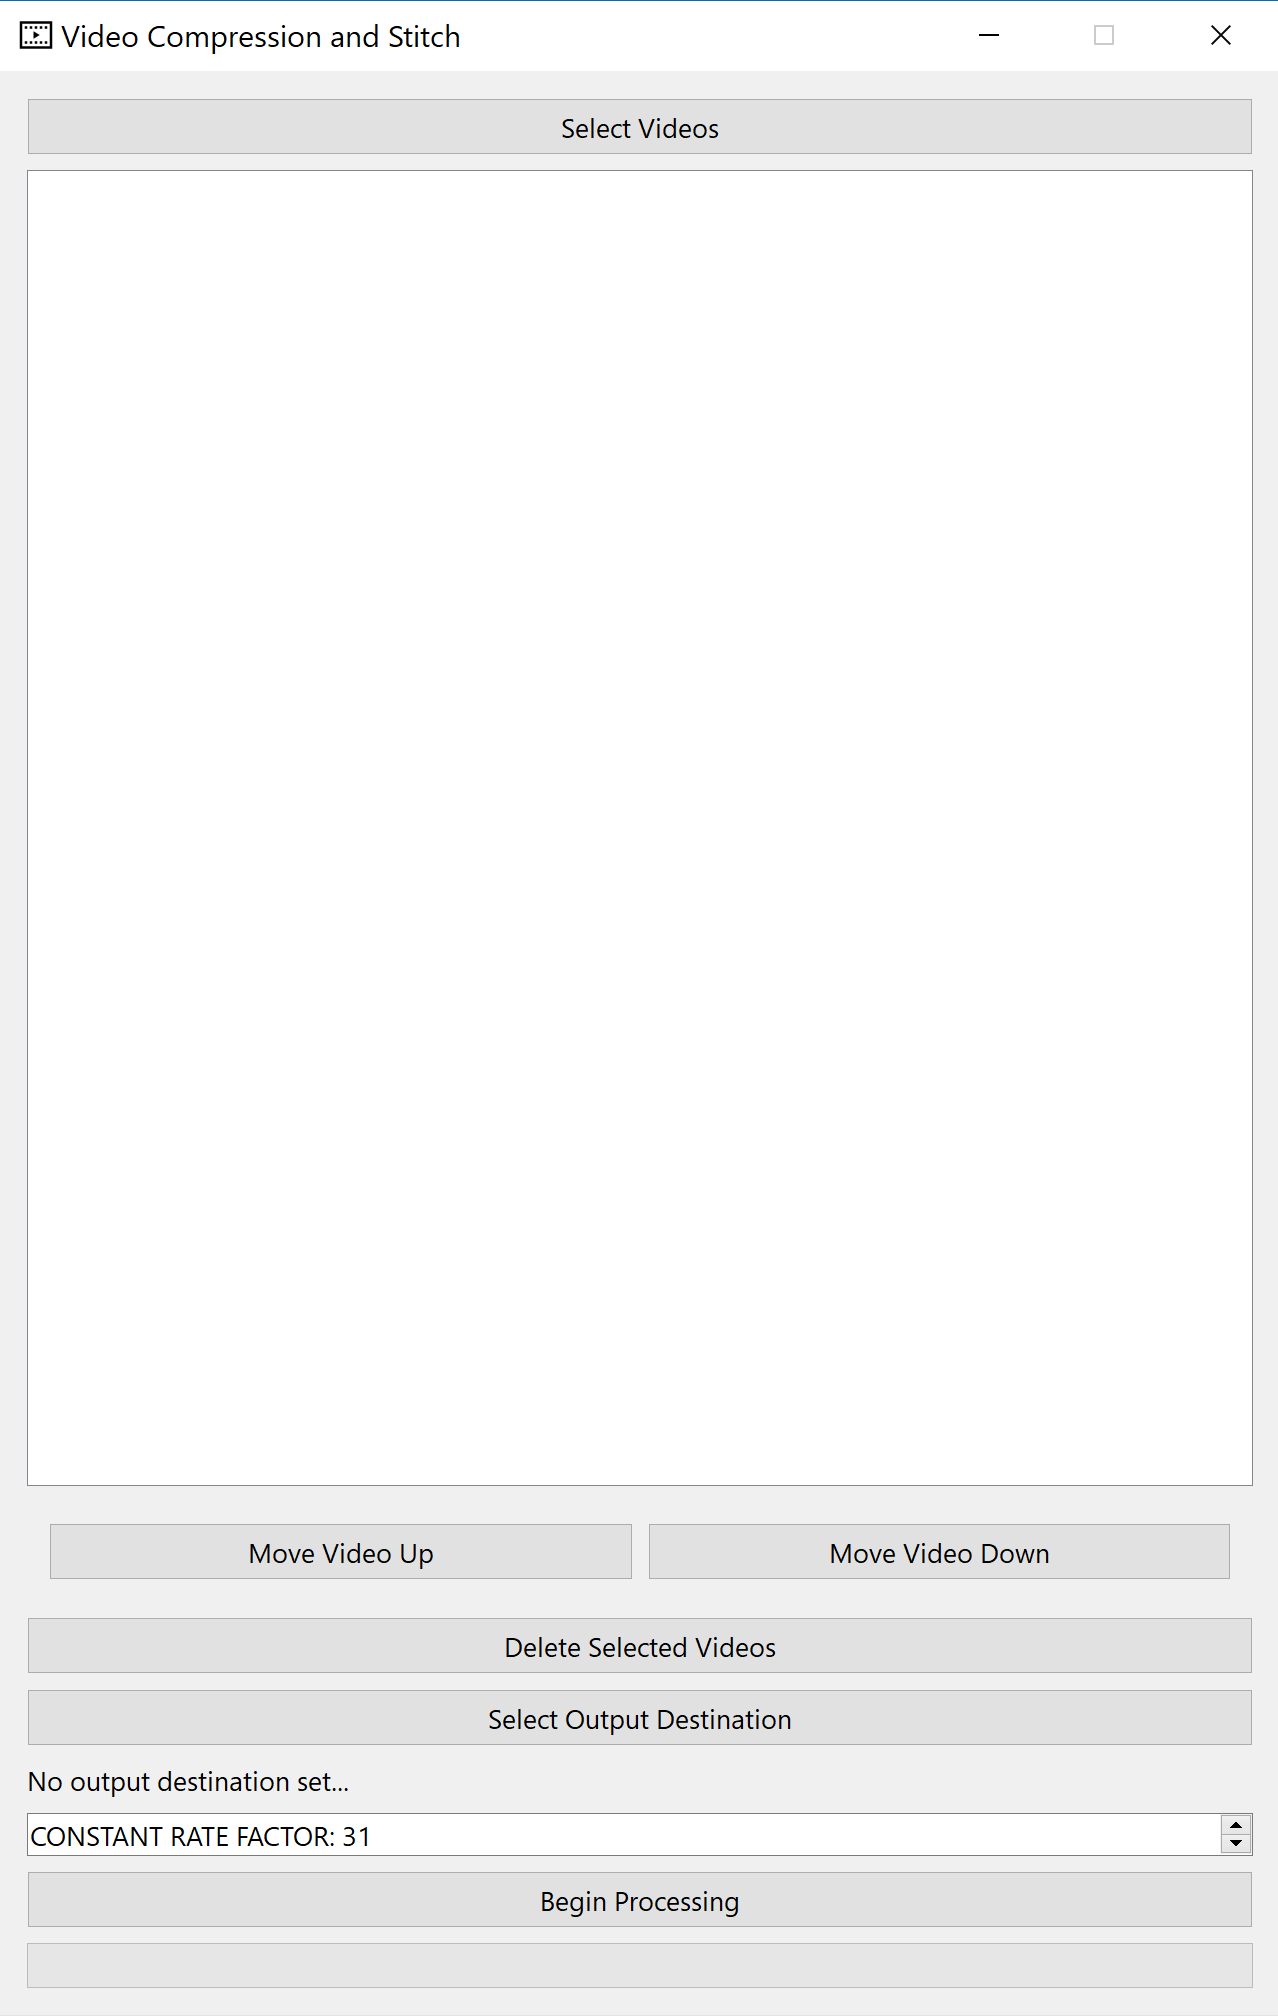 Video Compression and Stitch
Select Videos
Move Video Up
Move Video Down
Delete Selected Videos
Select Output Destination
No output destination set...
CONSTANT RATE FACTOR: 31
Begin Processing